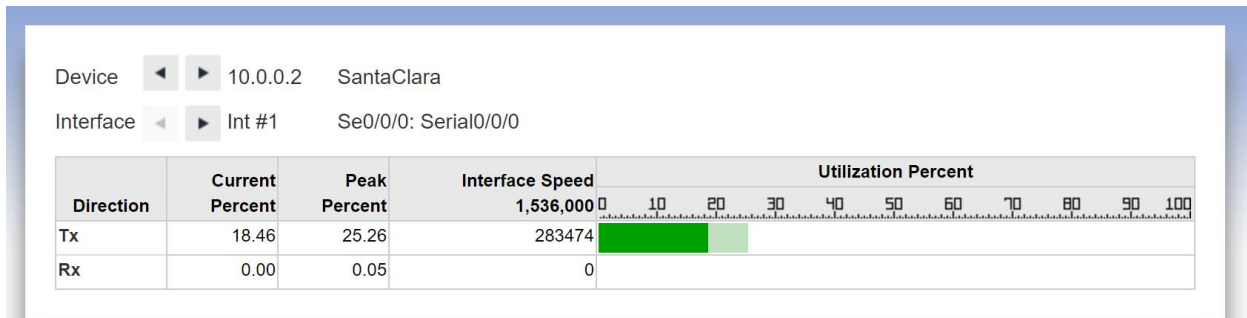 Device 10.0.0.2 SantaClara
Interface Int #1 Se0/0/0: Serial0/0/0
Direction Current Percent Peak Percent Interface Speed 1,536,000 Utilization Percent
0 10 20 30 40 50 60 70 80 90 100
Tx 18.46 25.26 283474
Rx 0.00 0.05 0